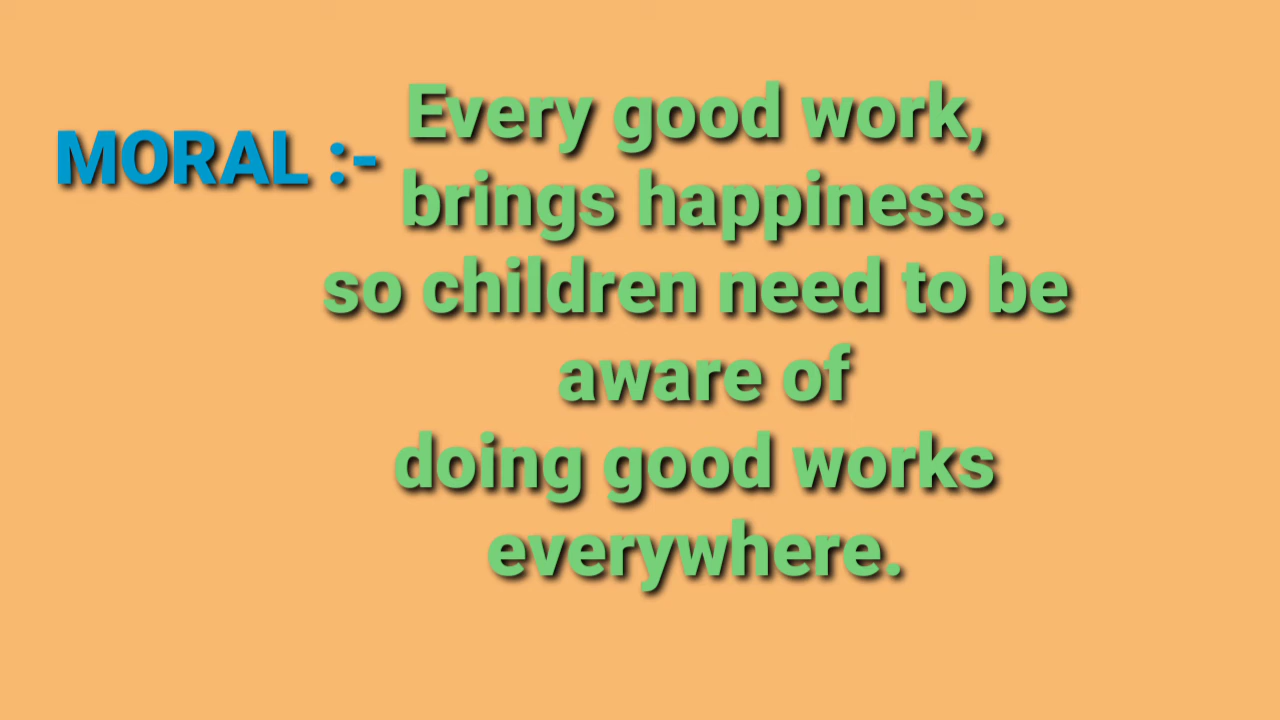 MORAL :-
Every good work,
brings happiness.
so children need to be
aware of
doing good works
everywhere.